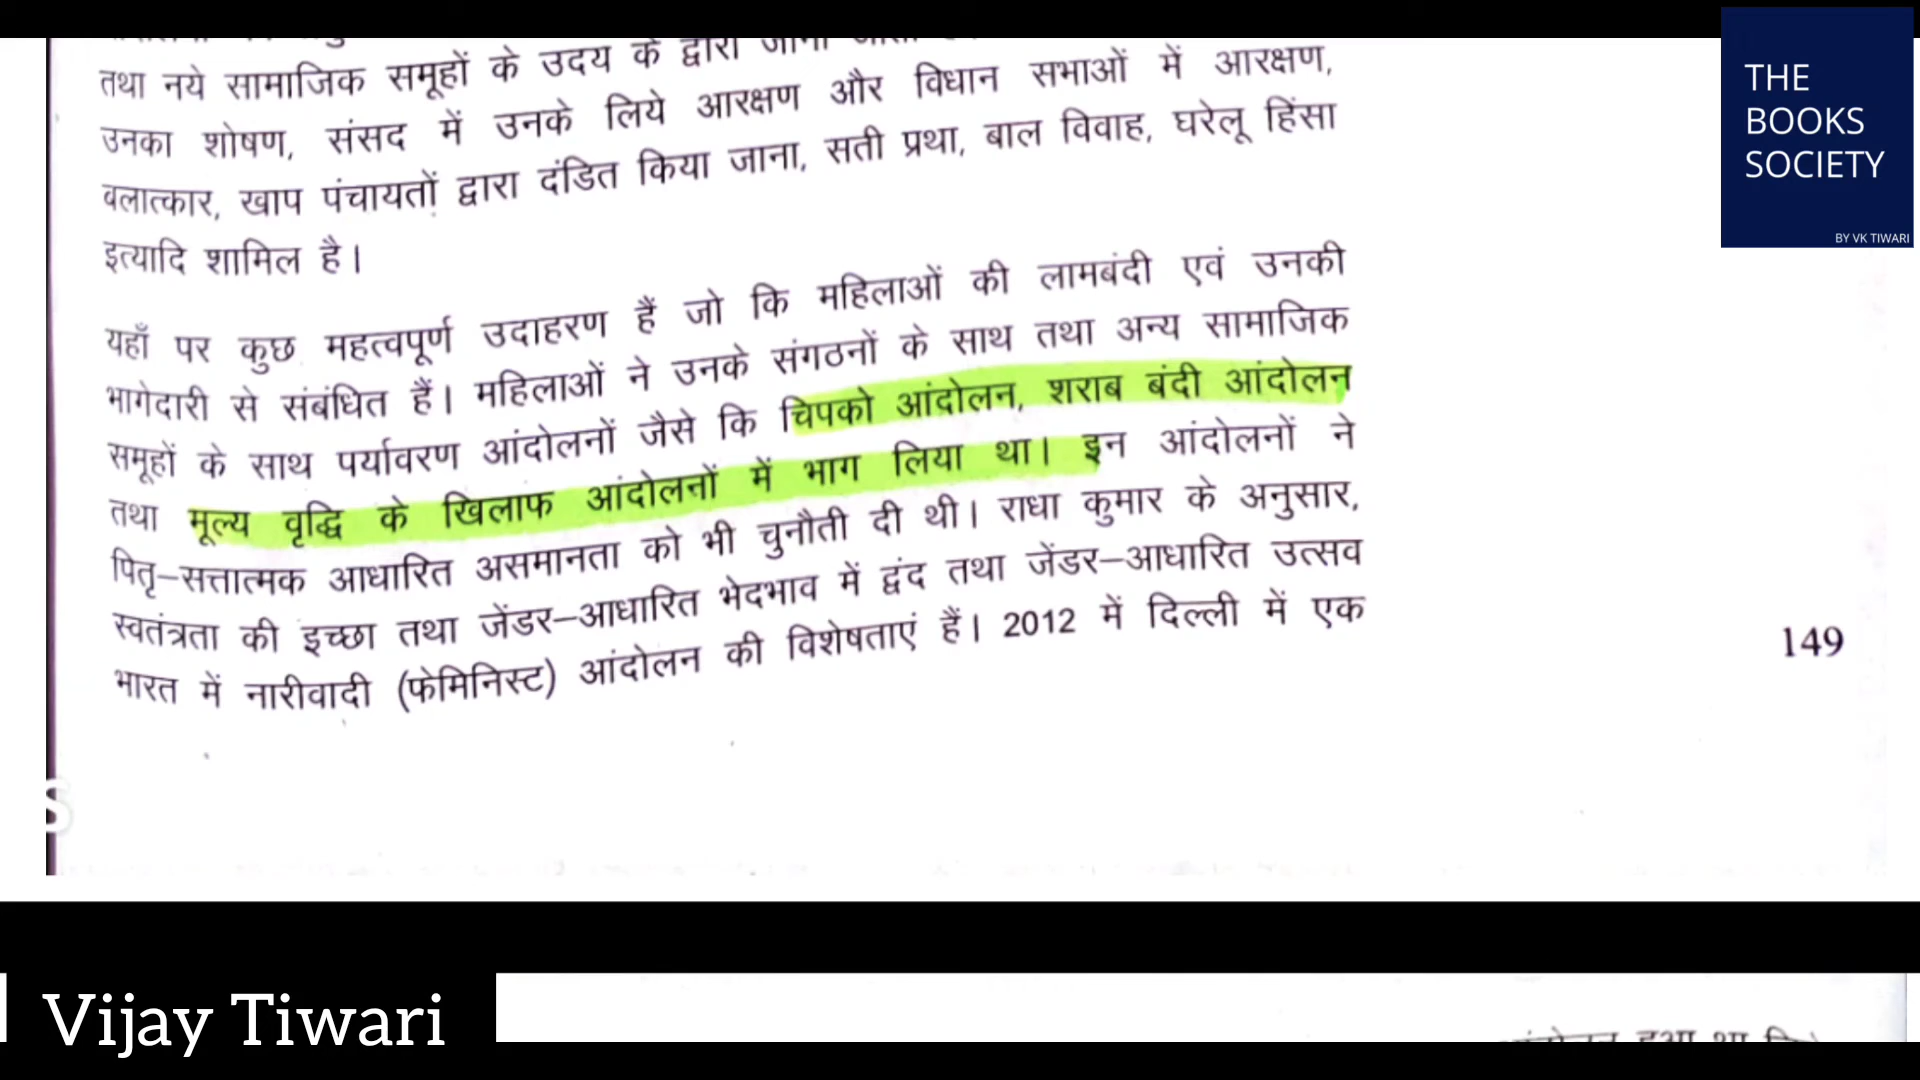 तथा नये सामाजिक समूहों के उदय के द्वारा
उनका शोषण, संसद में उनके लिये आरक्षण और विधान सभाओं में आरक्षण,
बलात्कार, खाप पंचायतों द्वारा दंडित किया जाना, सती प्रथा, बाल विवाह, घरेलू हिंसा
इत्यादि शामिल है।
यहाँ पर कुछ महत्वपूर्ण उदाहरण हैं जो कि महिलाओं की लामबंदी एवं उनकी
भागेदारी से संबंधित हैं। महिलाओं ने उनके संगठनों के साथ तथा अन्य सामाजिक
समूहों के साथ पर्यावरण आंदोलनों जैसे कि चिपको आंदोलन, शराब बंदी आंदोलन
तथा मूल्य वृद्धि के खिलाफ आंदोलनों में भाग लिया था। इन आंदोलनों ने
पितृ–सत्तात्मक आधारित असमानता को भी चुनौती दी थी। राधा कुमार के अनुसार,
स्वतंत्रता की इच्छा तथा जेंडर–आधारित भेदभाव में द्वंद तथा जेंडर–आधारित उत्सव
भारत में नारीवादी (फेमिनिस्ट) आंदोलन की विशेषताएं हैं। 2012 में दिल्ली में एक
149
THE
BOOKS
SOCIETY
BY VK TIWARI
Vijay Tiwari